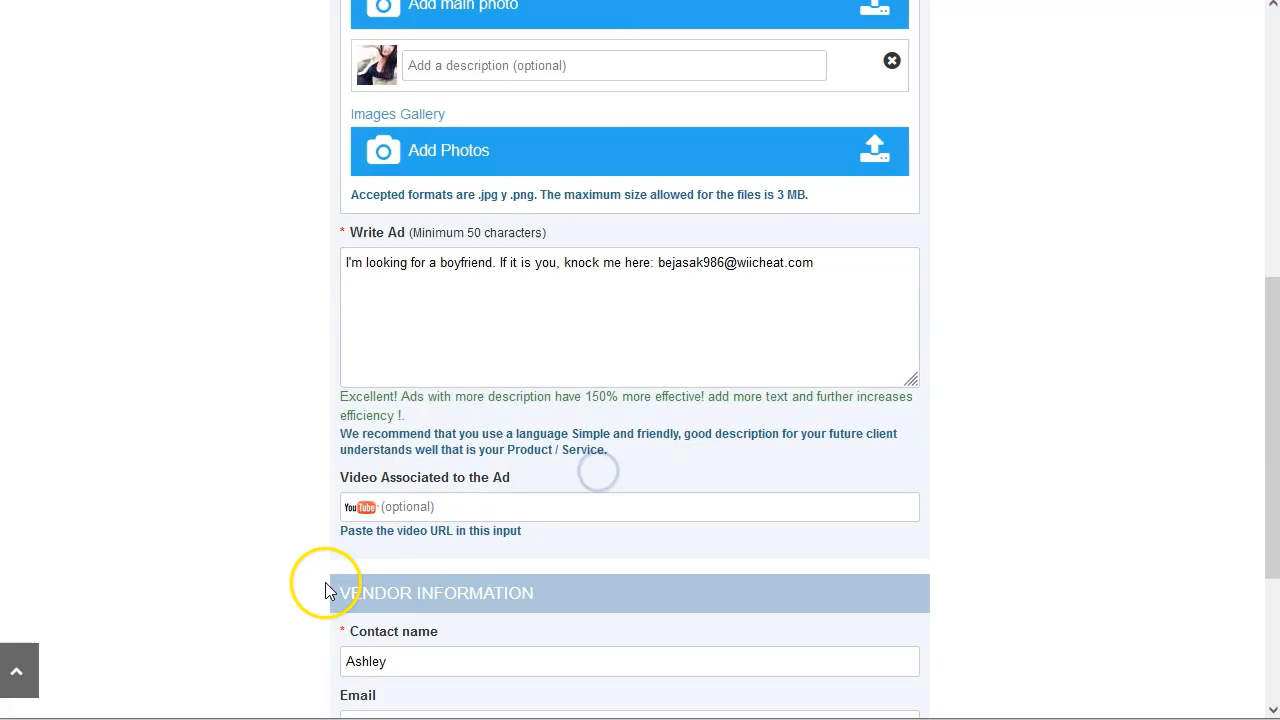 Add main photo
Add a description (optional)
Images Gallery
Add Photos
Accepted formats are .jpg y .png. The maximum size allowed for the files is 3 MB.
* Write Ad (Minimum 50 characters)
I'm looking for a boyfriend. If it is you, knock me here: bejasak986@wiicheat.com
Excellent! Ads with more description have 150% more effective! add more text and further increases
efficiency !.
We recommend that you use a language Simple and friendly, good description for your future client
understands well that is your Product / Service.
Video Associated to the Ad
YouTube (optional)
Paste the video URL in this input
VENDOR INFORMATION
* Contact name
Ashley
Email